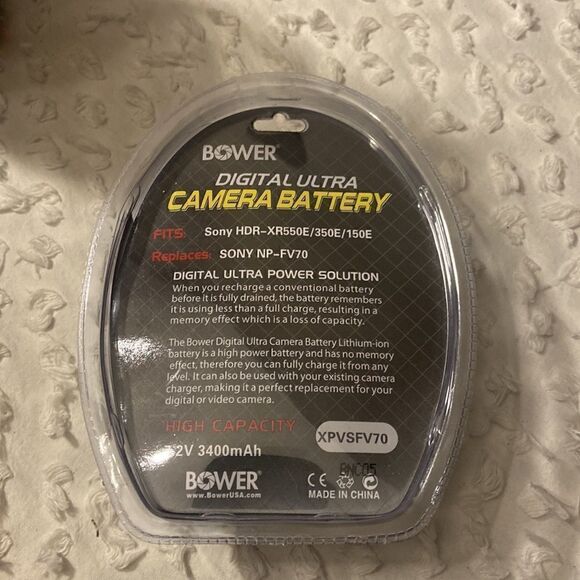 BOWER®
DIGITAL ULTRA
CAMERA BATTERY
FITS: Sony HDR-XR550E/350E/150E
Replaces: SONY NP-FV70
DIGITAL ULTRA POWER SOLUTION
When you recharge a conventional battery
before it is fully drained, the battery remembers
it is using less than a full charge, resulting in a
memory effect which is a loss of capacity.
The Bower Digital Ultra Camera Battery Lithium-ion
battery is a high power battery and has no memory
effect, therefore you can fully charge it from any
level. It can also be used with your existing camera
charger, making it a perfect replacement for your
digital or video camera.
HIGH CAPACITY
2V 3400mAh
XPVSFV70
BOWER®
www.BowerUSA.com
BNC05
CE
MADE IN CHINA